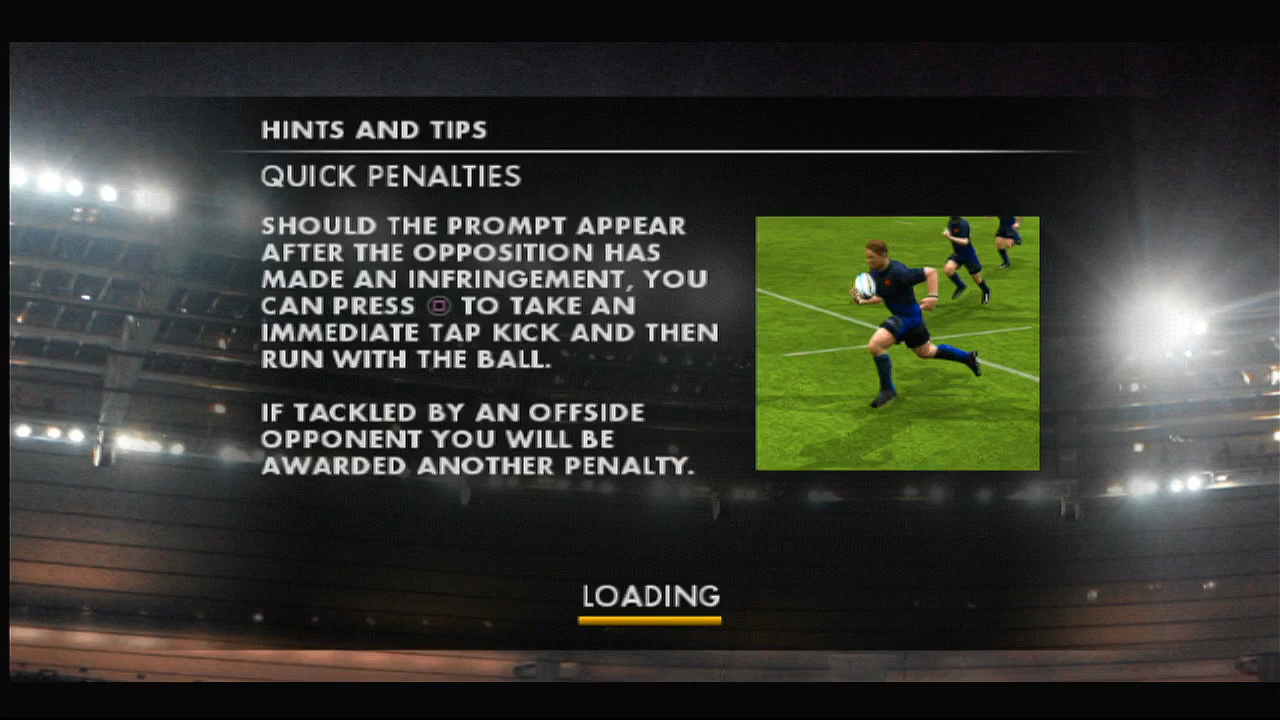 HINTS AND TIPS
QUICK PENALTIES
SHOULD THE PROMPT APPEAR
AFTER THE OPPOSITION HAS
MADE AN INFRINGEMENT, YOU
CAN PRESS TO TAKE AN
IMMEDIATE TAP KICK AND THEN
RUN WITH THE BALL.
IF TACKLED BY AN OFFSIDE
OPPONENT YOU WILL BE
AWARDED ANOTHER PENALTY.
LOADING